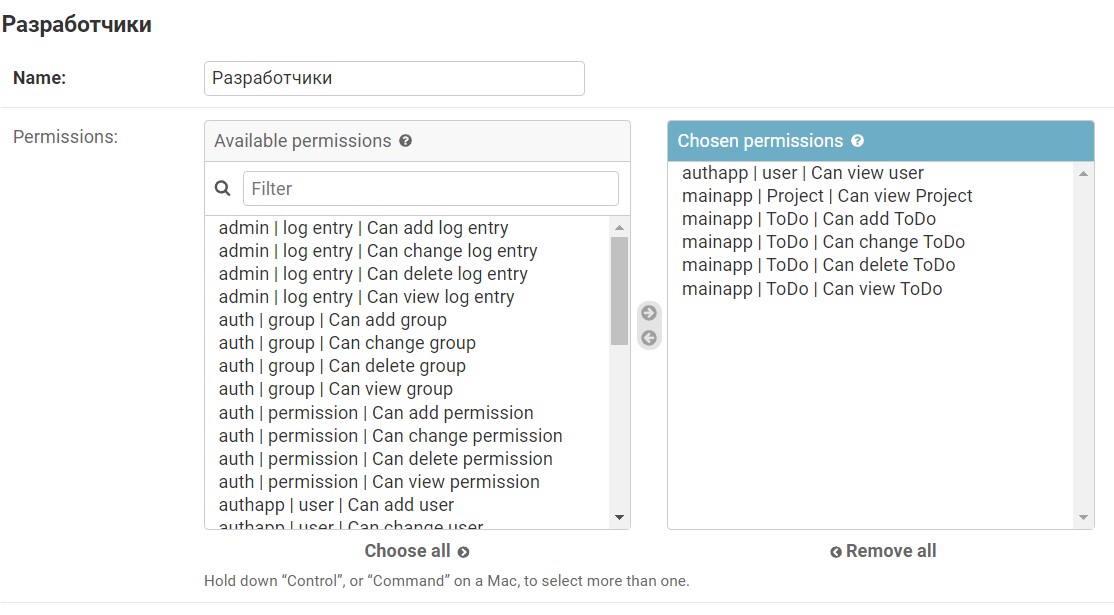 Разработчики
Name:
Разработчики
Permissions:
Available permissions ?
Filter
admin | log entry | Can add log entry
admin | log entry | Can change log entry
admin | log entry | Can delete log entry
admin | log entry | Can view log entry
auth | group | Can add group
auth | group | Can change group
auth | group | Can delete group
auth | group | Can view group
auth | permission | Can add permission
auth | permission | Can change permission
auth | permission | Can delete permission
auth | permission | Can view permission
authapp | user | Can add user
authapp | user | Can change user
Choose all
Chosen permissions ?
authapp | user | Can view user
mainapp | Project | Can view Project
mainapp | ToDo | Can add ToDo
mainapp | ToDo | Can change ToDo
mainapp | ToDo | Can delete ToDo
mainapp | ToDo | Can view ToDo
Remove all
Hold down “Control”, or “Command” on a Mac, to select more than one.